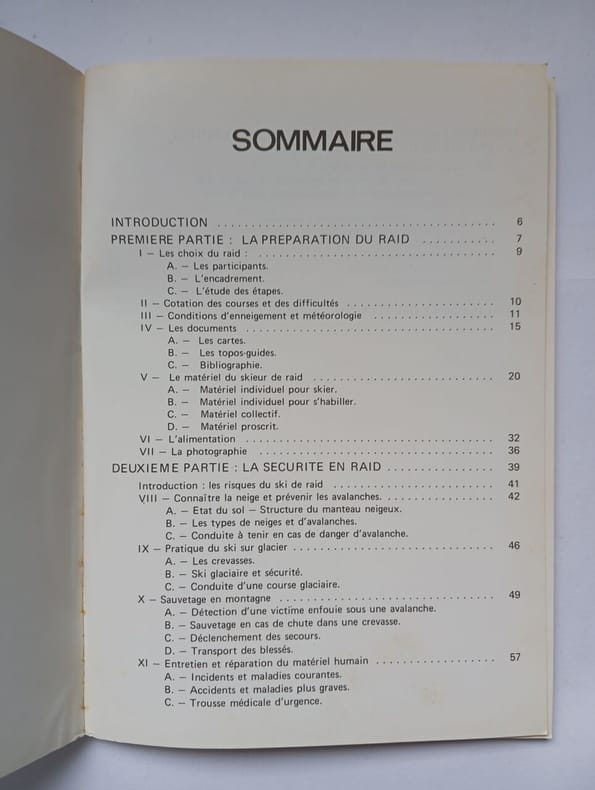 SOMMAIRE
INTRODUCTION . . . . . . . . . . . . . . . . . . . . . . . . . . . . . . . . . . . . 6
PREMIERE PARTIE : LA PREPARATION DU RAID . . . . . . . . . . 7
I — Les choix du raid : . . . . . . . . . . . . . . . . . . . . . . . . . . . . . . . 9
A. — Les participants.
B. — L'encadrement.
C. — L'étude des étapes.
II — Cotation des courses et des difficultés . . . . . . . . . . . . . . . . . . . . 10
III — Conditions d'enneigement et météorologie . . . . . . . . . . . . . . . . 11
IV — Les documents . . . . . . . . . . . . . . . . . . . . . . . . . . . . . . . . . 15
A. — Les cartes.
B. — Les topos-guides.
C. — Bibliographie.
V — Le matériel du skieur de raid . . . . . . . . . . . . . . . . . . . . . . . . 20
A. — Matériel individuel pour skier.
B. — Matériel individuel pour s'habiller.
C. — Matériel collectif.
D. — Matériel proscrit.
VI — L'alimentation . . . . . . . . . . . . . . . . . . . . . . . . . . . . . . . . . 32
VII — La photographie . . . . . . . . . . . . . . . . . . . . . . . . . . . . . . . 36
DEUXIEME PARTIE : LA SECURITE EN RAID . . . . . . . . . . . . . . 39
Introduction : les risques du ski de raid . . . . . . . . . . . . . . . . . . . . . . 41
VIII — Connaître la neige et prévenir les avalanches. . . . . . . . . . . . . . . . 42
A. — Etat du sol — Structure du manteau neigeux.
B. — Les types de neiges et d'avalanches.
C. — Conduite à tenir en cas de danger d'avalanche.
IX — Pratique du ski sur glacier . . . . . . . . . . . . . . . . . . . . . . . . . . . 46
A. — Les crevasses.
B. — Ski glaciaire et sécurité.
C. — Conduite d'une course glaciaire.
X — Sauvetage en montagne . . . . . . . . . . . . . . . . . . . . . . . . . . . . . 49
A. — Détection d'une victime enfouie sous une avalanche.
B. — Sauvetage en cas de chute dans une crevasse.
C. — Déclenchement des secours.
D. — Transport des blessés.
XI — Entretien et réparation du matériel humain . . . . . . . . . . . . . . . . 57
A. — Incidents et maladies courantes.
B. — Accidents et maladies plus graves.
C. — Trousse médicale d'urgence.